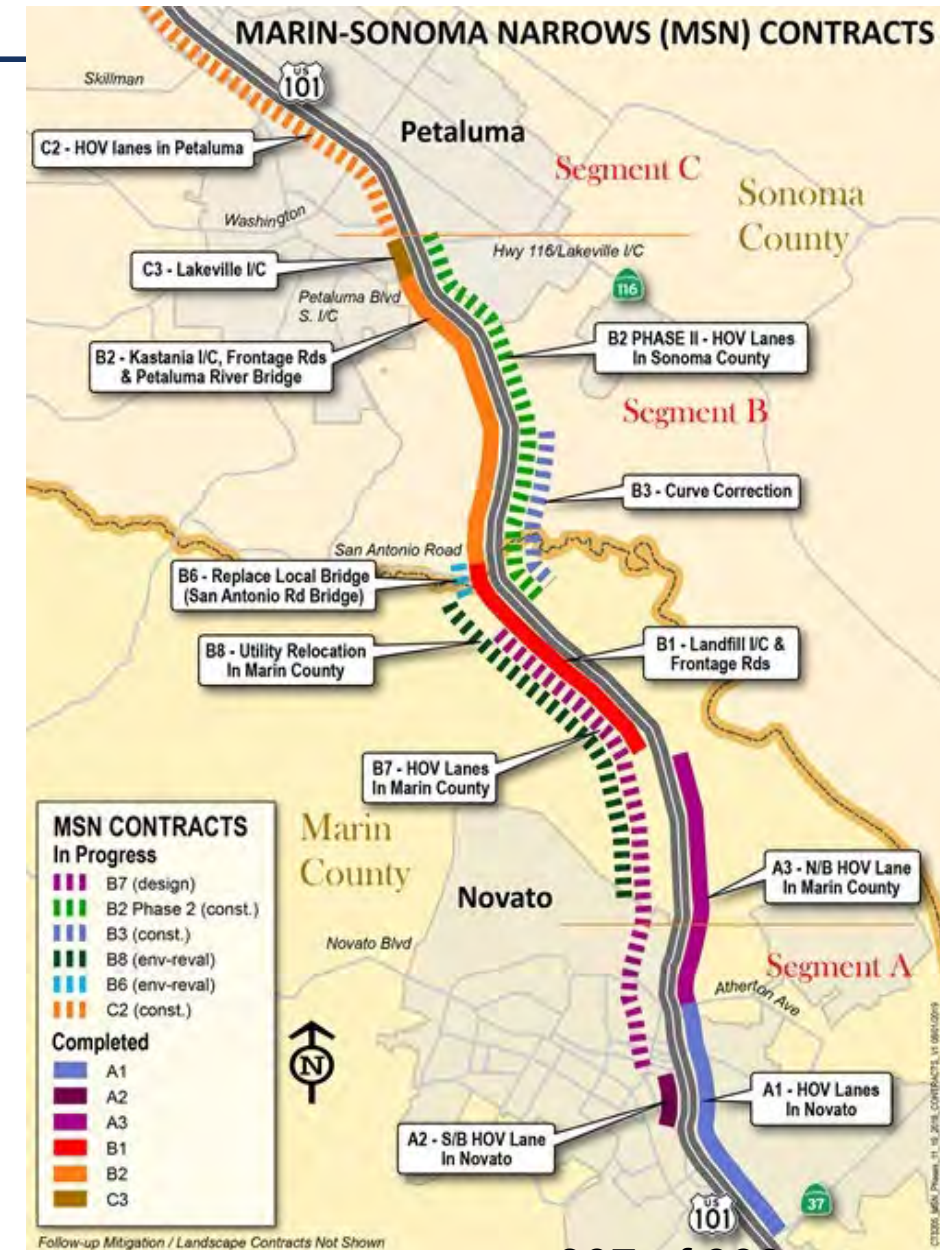 MARIN-SONOMA NARROWS (MSN) CONTRACTS
Skillman
US
101
Petaluma
C2 - HOV lanes in Petaluma
Segment C
Sonoma
County
Washington
Hwy 116/Lakeville I/C
C3 - Lakeville I/C
116
Petaluma Blvd
S. I/C
B2 - Kastania I/C, Frontage Rds
& Petaluma River Bridge
B2 PHASE II - HOV Lanes
In Sonoma County
Segment B
B3 - Curve Correction
San Antonio Road
B6 - Replace Local Bridge
(San Antonio Rd Bridge)
B8 - Utility Relocation
In Marin County
B1 - Landfill I/C &
Frontage Rds
B7 - HOV Lanes
In Marin County
Marin
County
A3 - N/B HOV Lane
In Marin County
Novato
Novato Blvd
Segment A
Atherton Ave
MSN CONTRACTS
In Progress
B7 (design)
B2 Phase 2 (const.)
B3 (const.)
B8 (env-reval)
B6 (env-reval)
C2 (const.)
Completed
A1
A2
A3
B1
B2
C3
N
A1 - HOV Lanes
In Novato
A2 - S/B HOV Lane
In Novato
37
US
101
Follow-up Mitigation / Landscape Contracts Not Shown